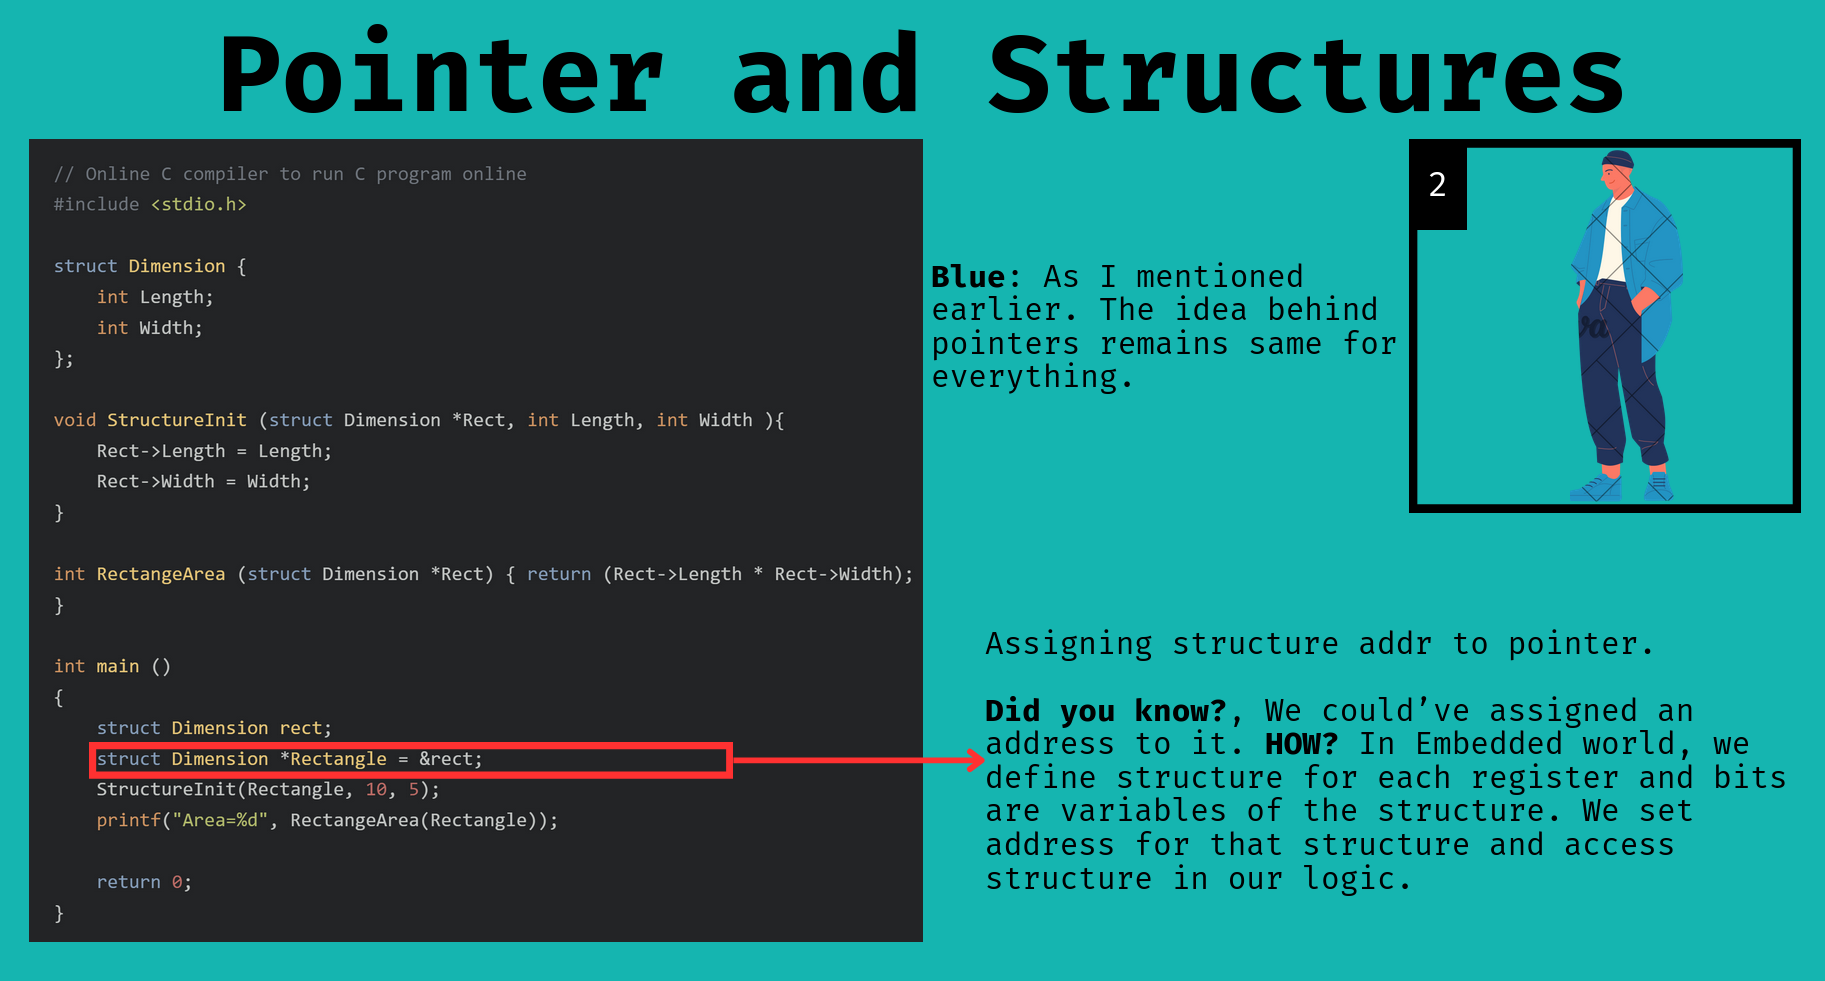 Pointer and Structures
// Online C compiler to run C program online
#include <stdio.h>
struct Dimension {
    int Length;
    int Width;
};
void StructureInit (struct Dimension *Rect, int Length, int Width ){
    Rect->Length = Length;
    Rect->Width = Width;
}
int RectangeArea (struct Dimension *Rect) { return (Rect->Length * Rect->Width);
}
int main ()
{
    struct Dimension rect;
    struct Dimension *Rectangle = &rect;
    StructureInit(Rectangle, 10, 5);
    printf("Area=%d", RectangeArea(Rectangle));
    return 0;
}
Blue: As I mentioned
earlier. The idea behind
pointers remains same for
everything.
2
va
Assigning structure addr to pointer.
Did you know?, We could’ve assigned an
address to it. HOW? In Embedded world, we
define structure for each register and bits
are variables of the structure. We set
address for that structure and access
structure in our logic.